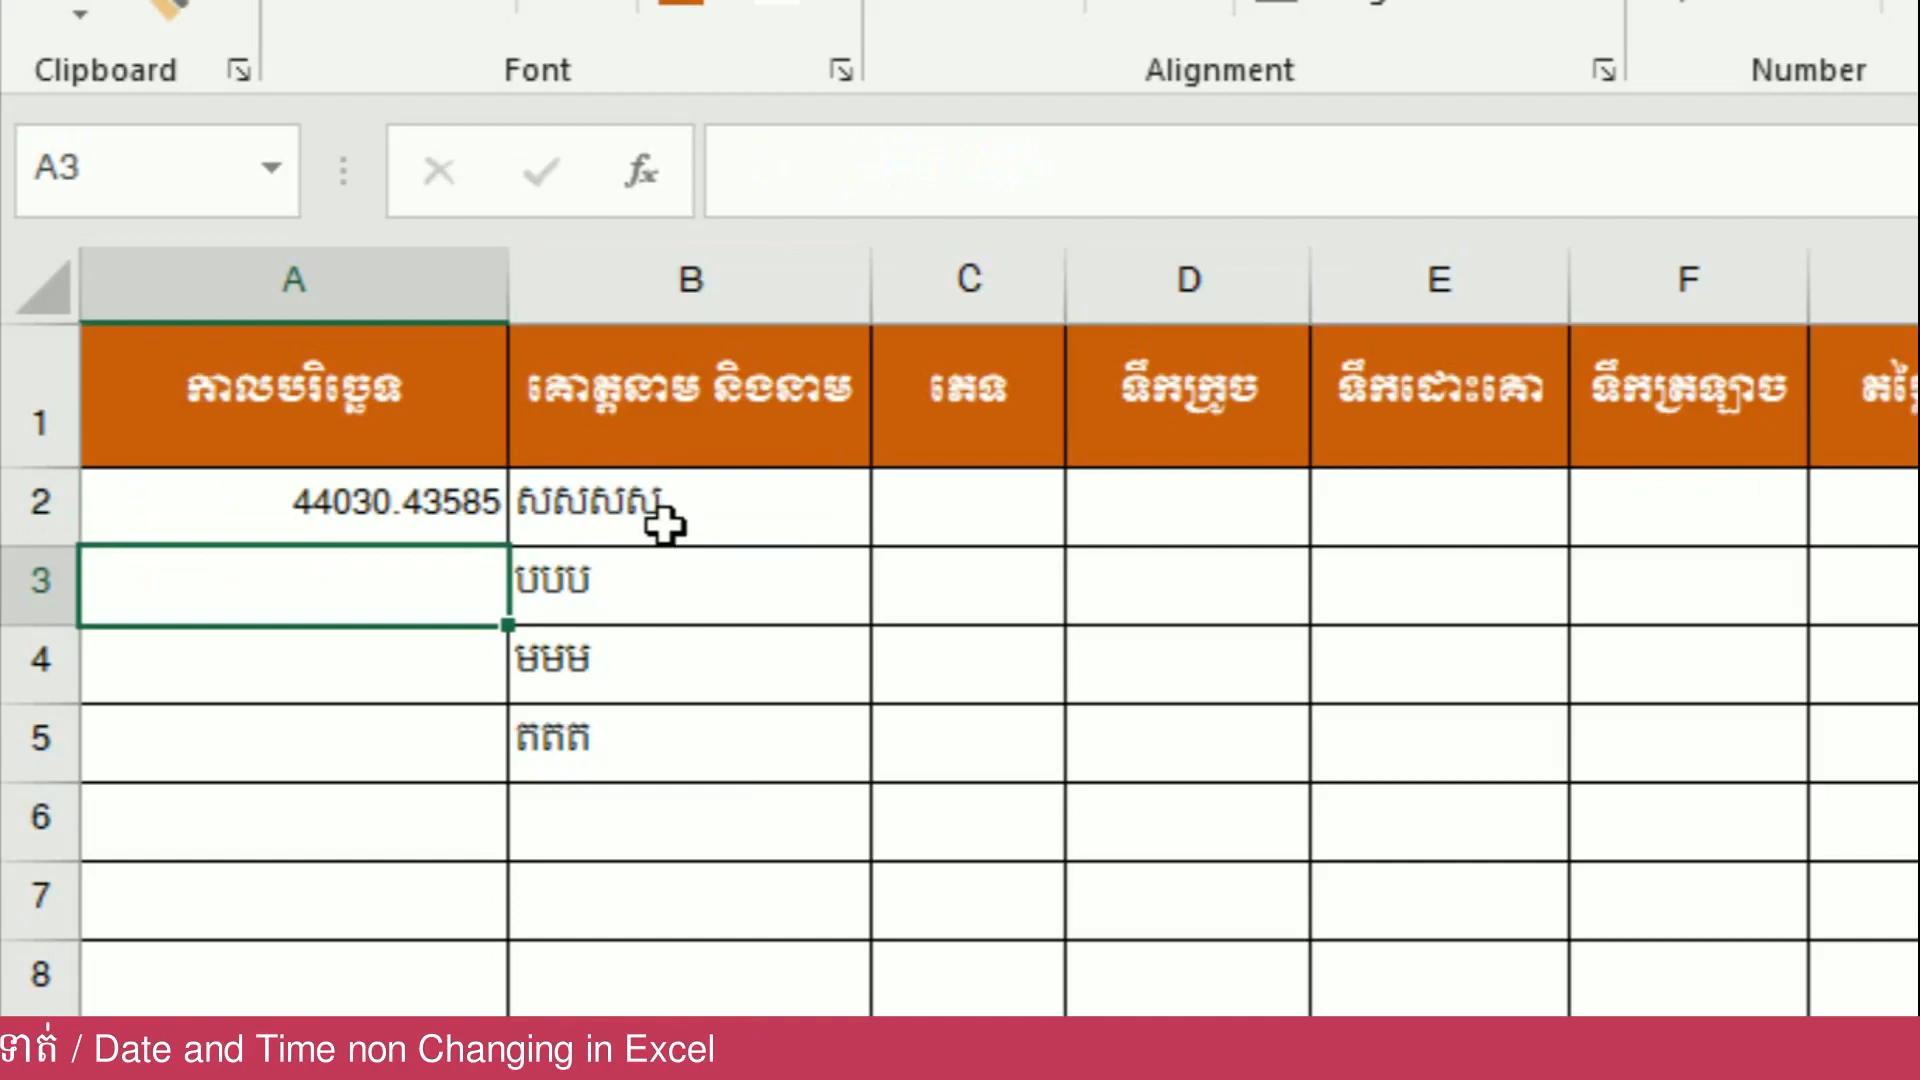 Clipboard Font Alignment Number
A3 fx
A B C D E F
1 កាលបរិច្ឆេទ គោត្តនាម និងនាម ភេទ ទឹកក្រូច ទឹកដោះគោ ទឹកត្រឡាច
2 44030.43585 សសសស
3 បបប
4 មមម
5 តតត
6
7
8
ទាត់ / Date and Time non Changing in Excel